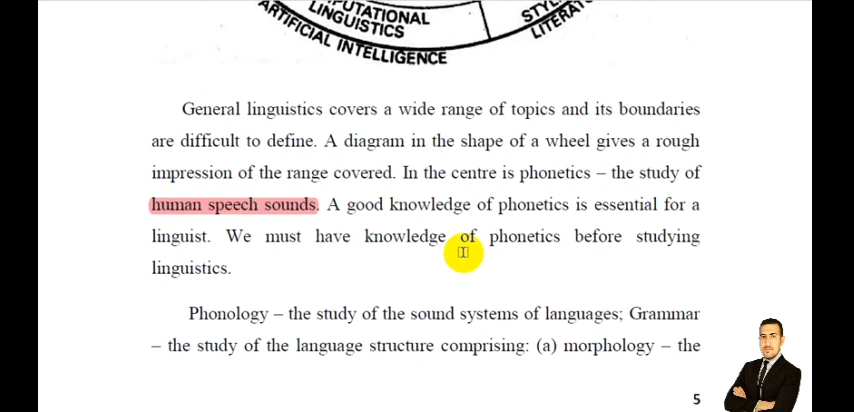 PUTATIONAL
LINGUISTICS
ARTIFICIAL INTELLIGENCE
General linguistics covers a wide range of topics and its boundaries
are difficult to define. A diagram in the shape of a wheel gives a rough
impression of the range covered. In the centre is phonetics – the study of
human speech sounds. A good knowledge of phonetics is essential for a
linguist. We must have knowledge of phonetics before studying
linguistics.
Phonology – the study of the sound systems of languages; Grammar
– the study of the language structure comprising: (a) morphology – the
5